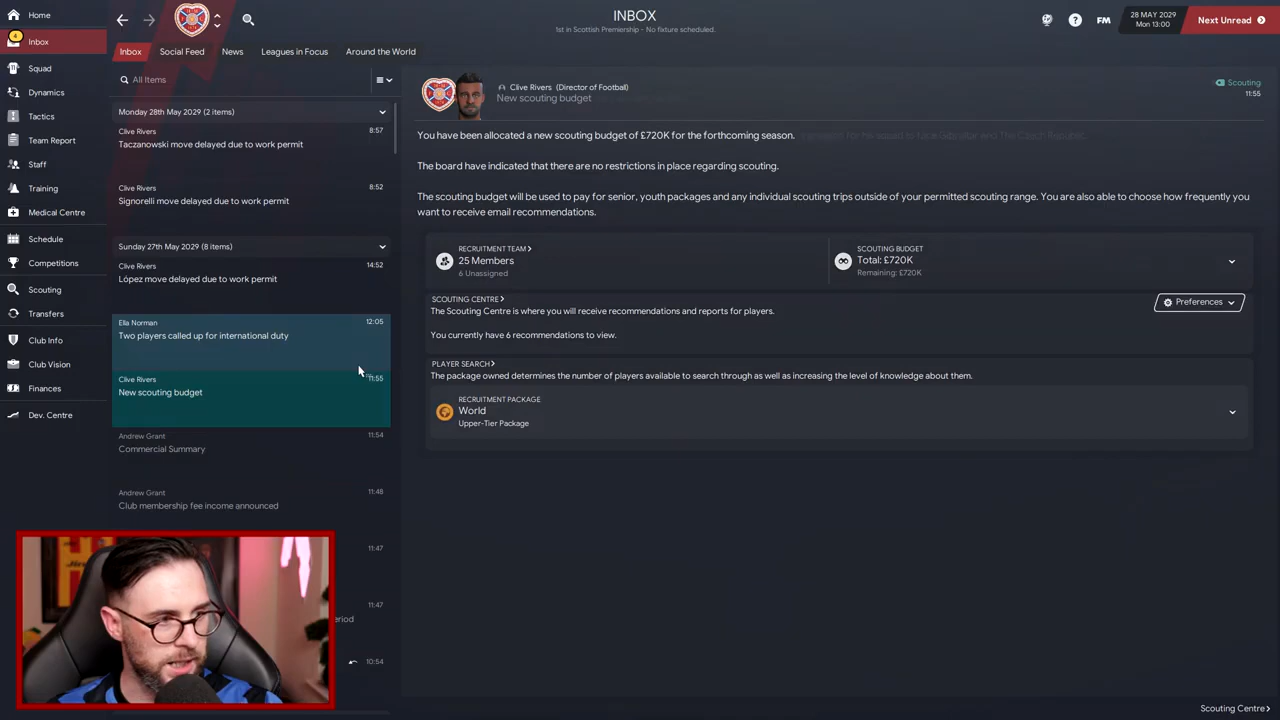 Home
4
Inbox
Squad
Dynamics
Tactics
Team Report
Staff
Training
Medical Centre
Schedule
Competitions
Scouting
Transfers
Club Info
Club Vision
Finances
Dev. Centre
INBOX
1st in Scottish Premiership - No fixture scheduled.
FM
28 MAY 2029
Mon 13:00
Next Unread
Inbox
Social Feed
News
Leagues in Focus
Around the World
All Items
Monday 28th May 2029 (2 items)
Clive Rivers 8:57
Taczanowski move delayed due to work permit
Clive Rivers 8:52
Signorelli move delayed due to work permit
Sunday 27th May 2029 (8 items)
Clive Rivers 14:52
López move delayed due to work permit
Ella Norman 12:05
Two players called up for international duty
Clive Rivers 11:55
New scouting budget
Andrew Grant 11:54
Commercial Summary
Andrew Grant 11:48
Club membership fee income announced
11:47
11:47
eriod
10:54
Clive Rivers (Director of Football)
New scouting budget
Scouting
11:55
You have been allocated a new scouting budget of £720K for the forthcoming season.
The board have indicated that there are no restrictions in place regarding scouting.
The scouting budget will be used to pay for senior, youth packages and any individual scouting trips outside of your permitted scouting range. You are also able to choose how frequently you
want to receive email recommendations.
RECRUITMENT TEAM
25 Members
6 Unassigned
SCOUTING BUDGET
Total: £720K
Remaining: £720K
SCOUTING CENTRE
The Scouting Centre is where you will receive recommendations and reports for players.
Preferences
You currently have 6 recommendations to view.
PLAYER SEARCH
The package owned determines the number of players available to search through as well as increasing the level of knowledge about them.
RECRUITMENT PACKAGE
World
Upper-Tier Package
Scouting Centre